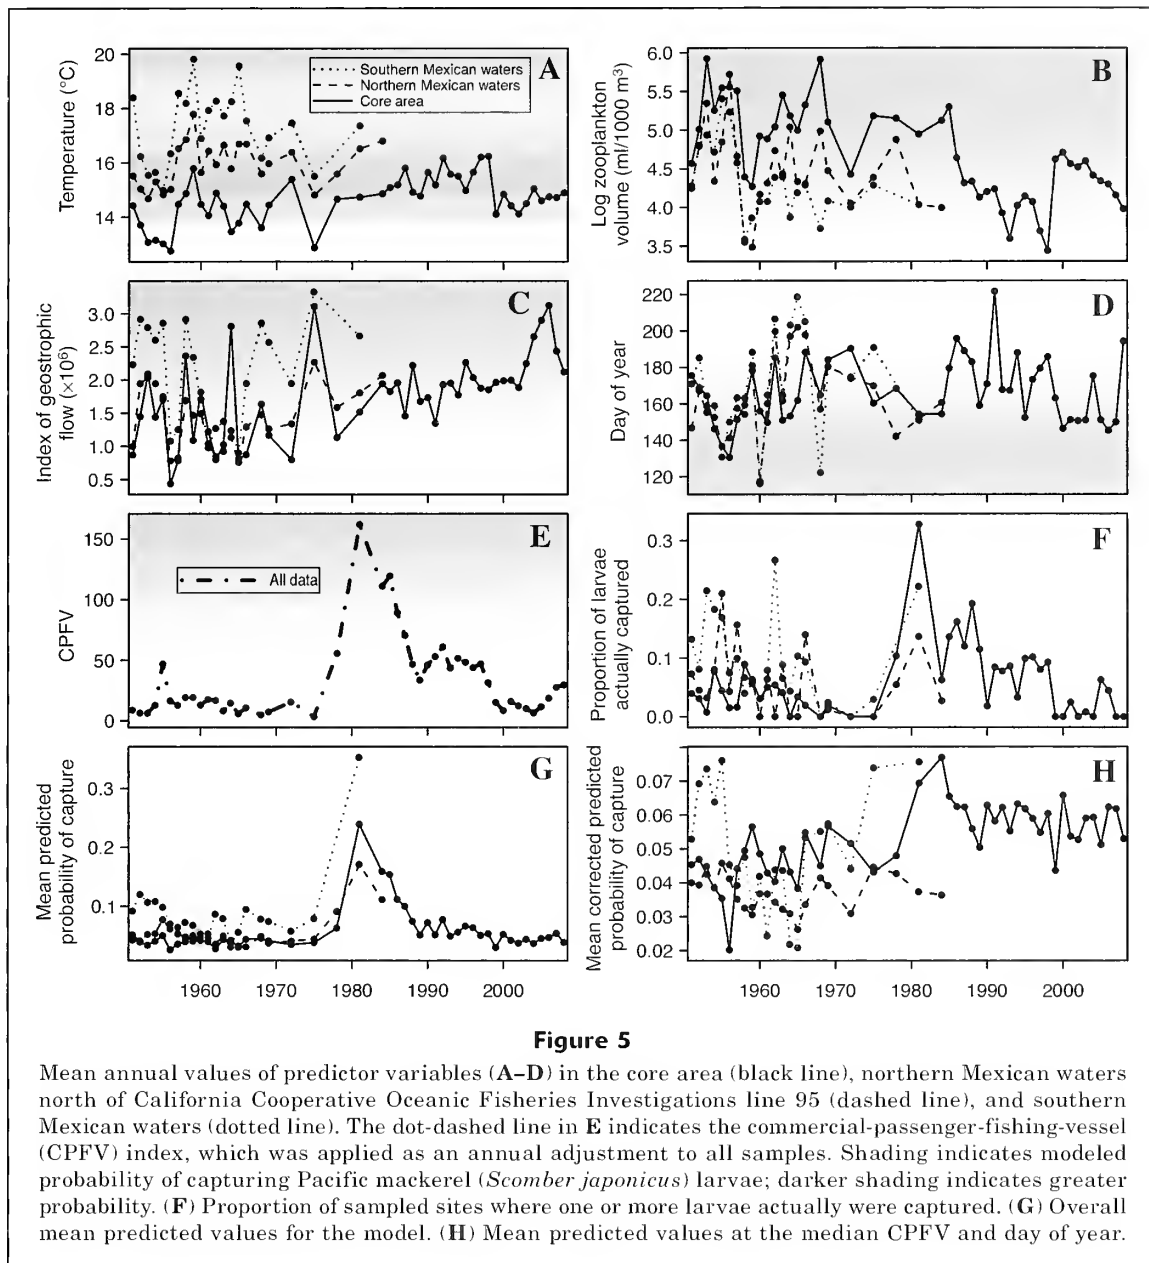 A
Temperature (°C)
20
18
16
14
Southern Mexican waters
Northern Mexican waters
Core area
B
Log zooplankton
volume (ml/1000 m³)
6.0
5.5
5.0
4.5
4.0
3.5
C
Index of geostrophic
flow (×10⁶)
3.0
2.5
2.0
1.5
1.0
0.5
D
Day of year
220
200
180
160
140
120
E
CPFV
150
100
50
0
All data
F
Proportion of larvae
actually captured
0.3
0.2
0.1
0.0
G
Mean predicted
probability of capture
0.3
0.2
0.1
1960 1970 1980 1990 2000
H
Mean corrected predicted
probability of capture
0.07
0.06
0.05
0.04
0.03
0.02
1960 1970 1980 1990 2000
Figure 5
Mean annual values of predictor variables (A–D) in the core area (black line), northern Mexican waters
north of California Cooperative Oceanic Fisheries Investigations line 95 (dashed line), and southern
Mexican waters (dotted line). The dot-dashed line in E indicates the commercial-passenger-fishing-vessel
(CPFV) index, which was applied as an annual adjustment to all samples. Shading indicates modeled
probability of capturing Pacific mackerel (Scomber japonicus) larvae; darker shading indicates greater
probability. (F) Proportion of sampled sites where one or more larvae actually were captured. (G) Overall
mean predicted values for the model. (H) Mean predicted values at the median CPFV and day of year.